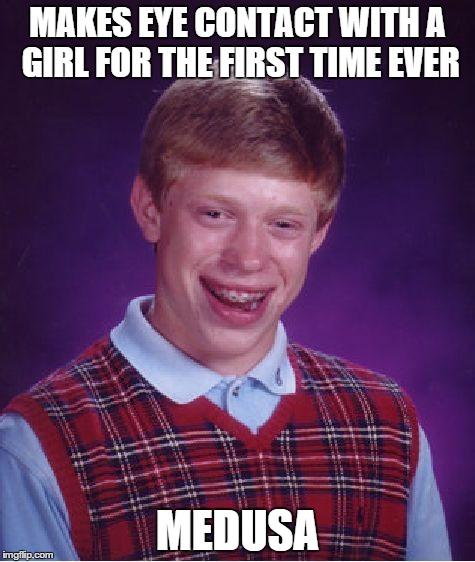 MAKES EYE CONTACT WITH A
GIRL FOR THE FIRST TIME EVER
MEDUSA
imgflip.com